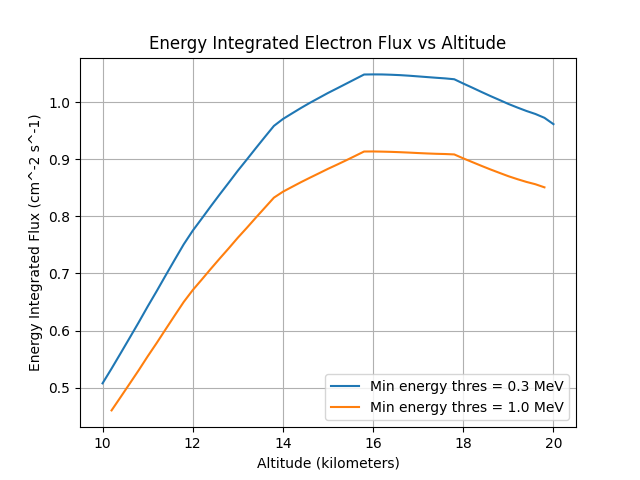 Energy Integrated Electron Flux vs Altitude
Energy Integrated Flux (cm^-2 s^-1)
1.0
0.9
0.8
0.7
0.6
0.5
Min energy thres = 0.3 MeV
Min energy thres = 1.0 MeV
10 12 14 16 18 20
Altitude (kilometers)